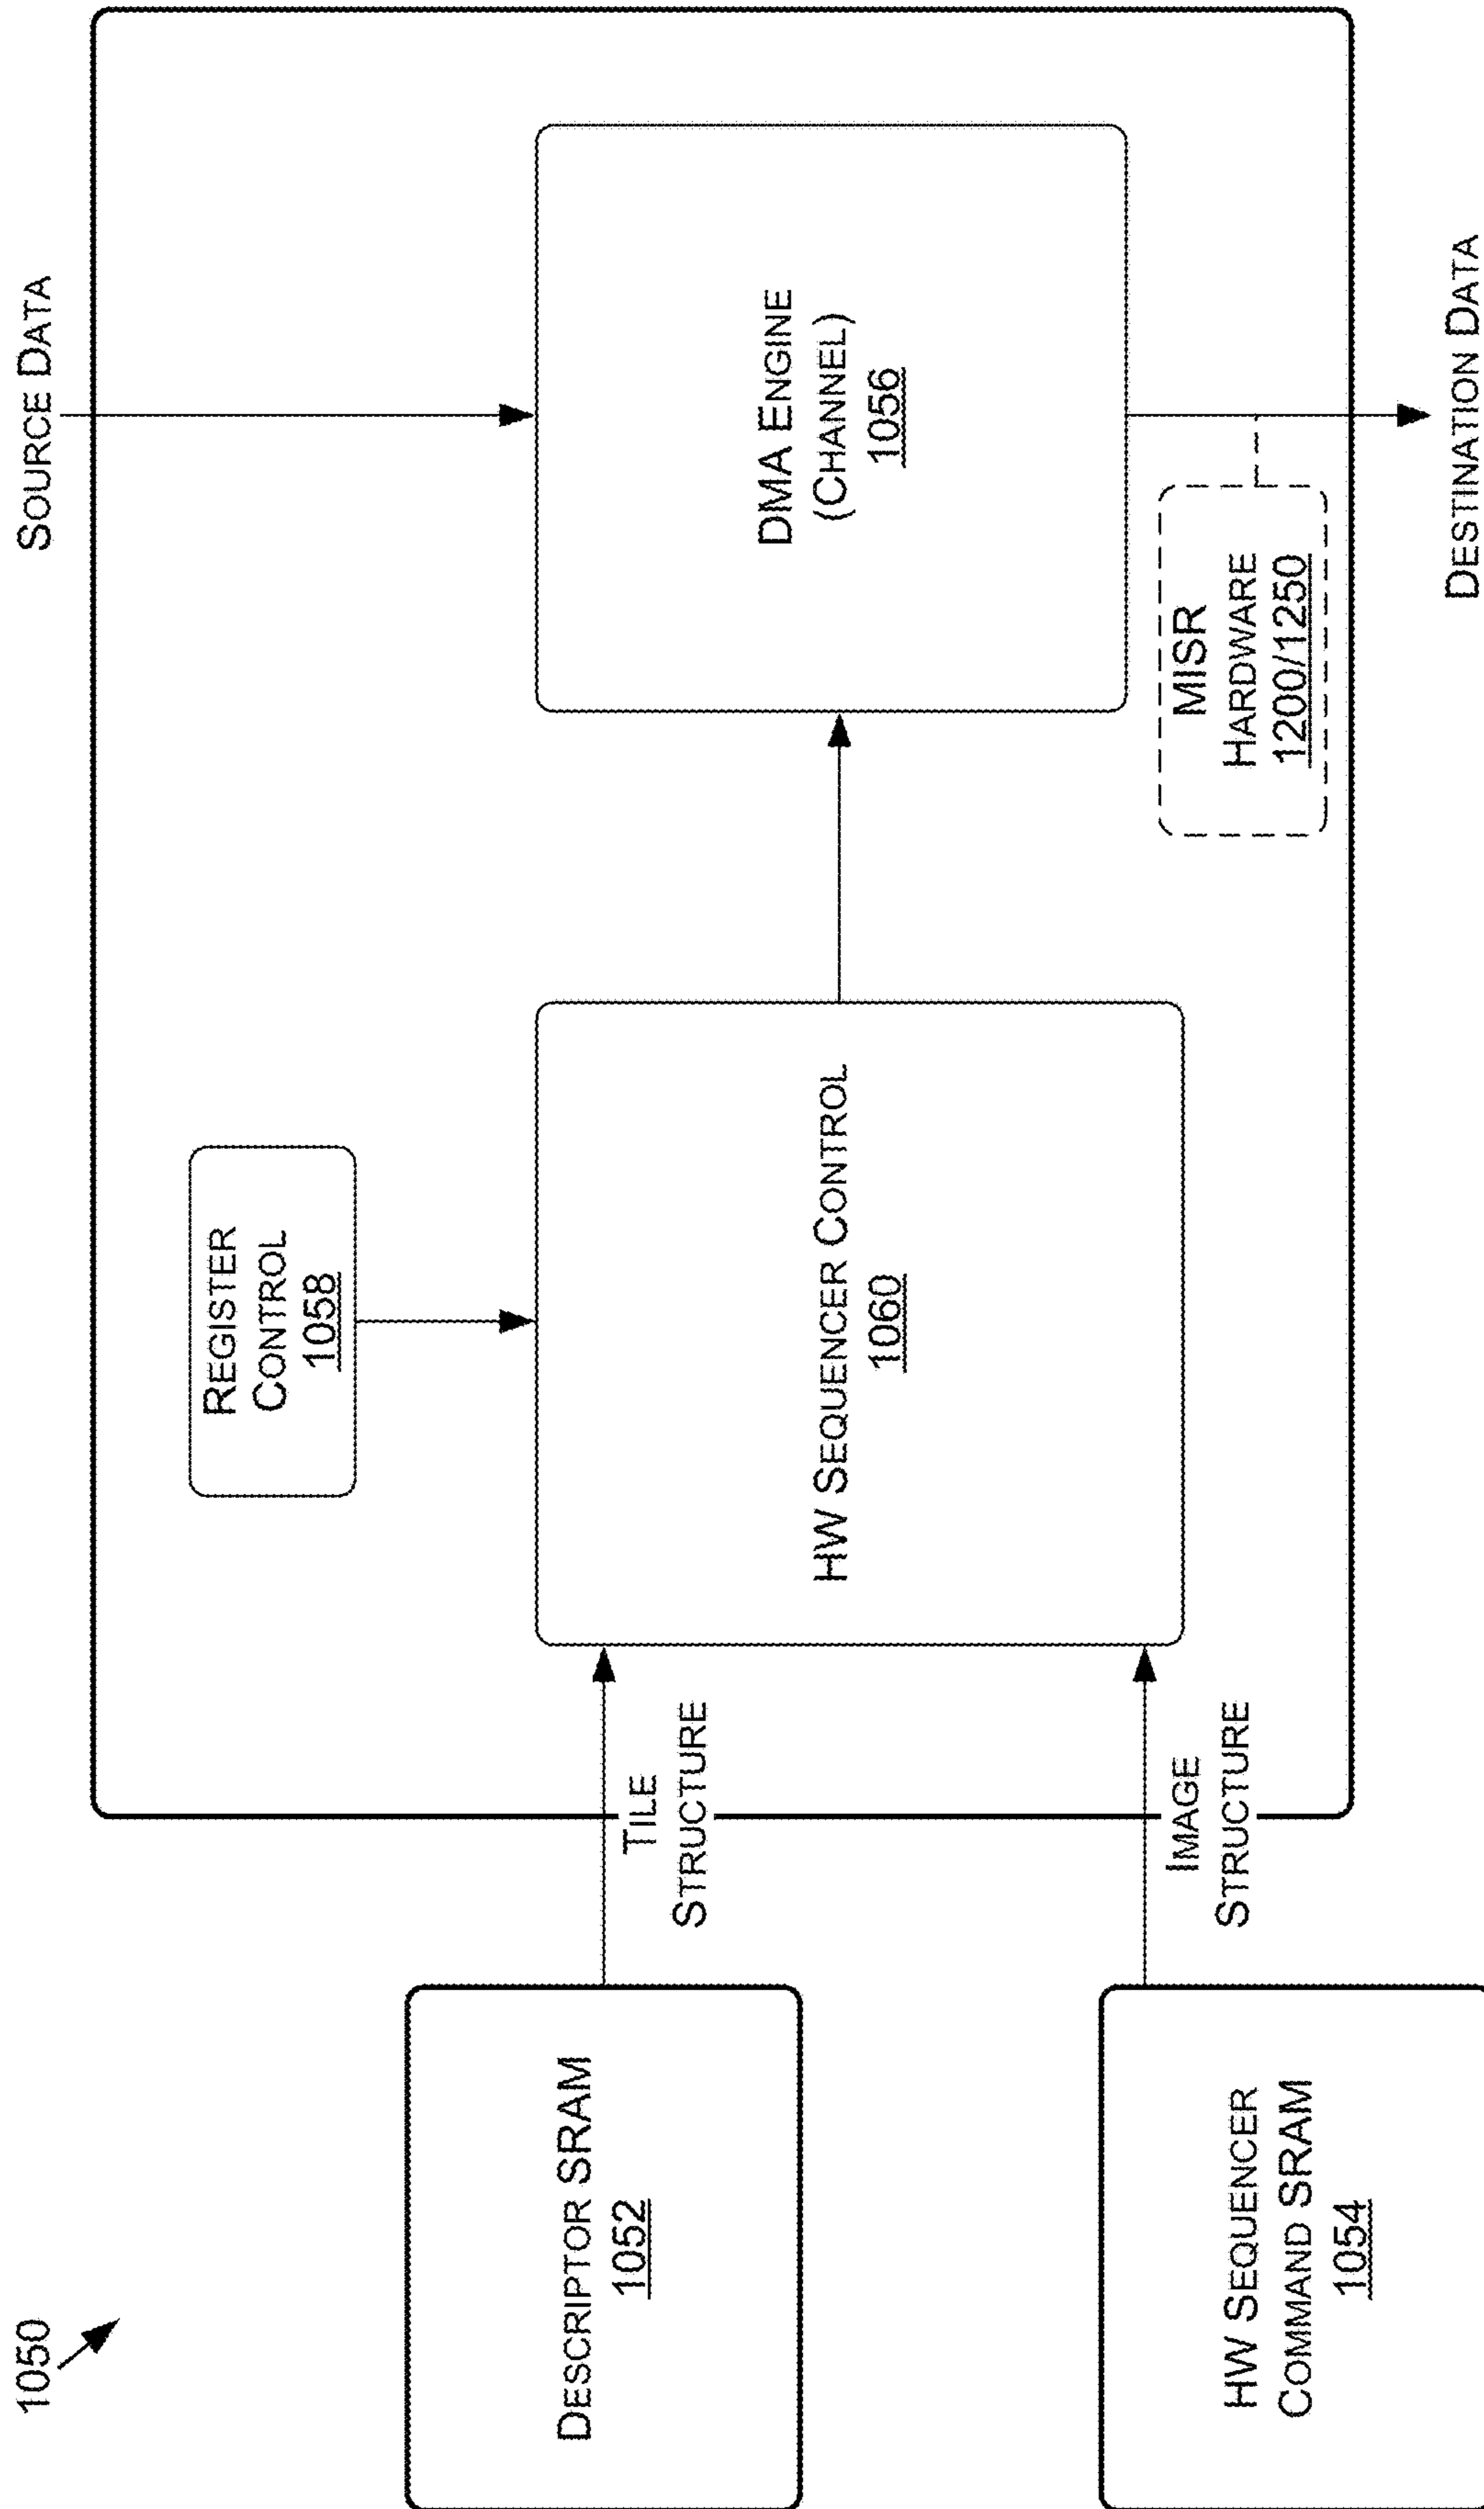 1050
DESCRIPTOR SRAM
1052
HW SEQUENCER
COMMAND SRAM
1054
TILE
STRUCTURE
IMAGE
STRUCTURE
REGISTER
CONTROL
1058
HW SEQUENCER CONTROL
1060
SOURCE DATA
DMA ENGINE
(CHANNEL)
1056
MISR
HARDWARE
1200/1250
DESTINATION DATA